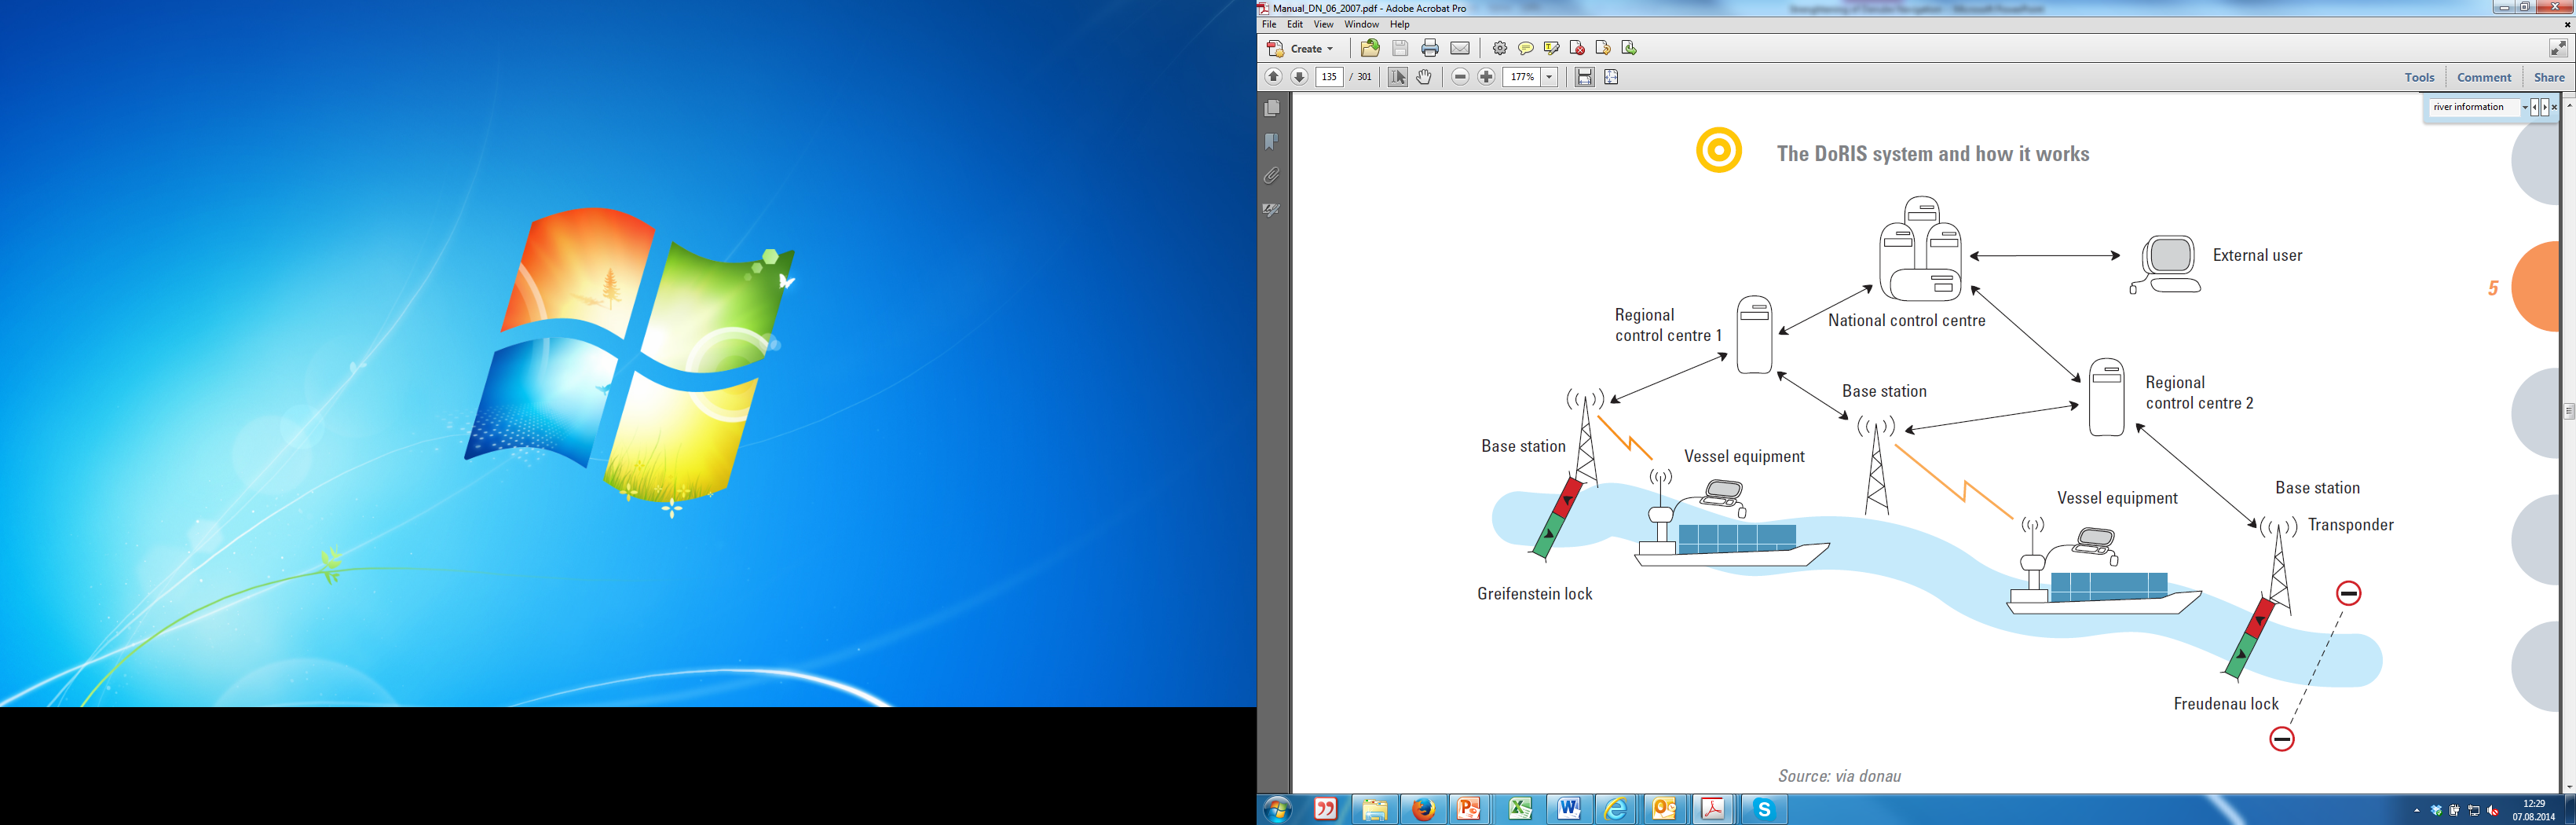 Manual_DN_06_2007.pdf - Adobe Acrobat Pro
File Edit View Window Help
Create
135 / 301
177%
Tools Comment Share
river information
The DoRIS system and how it works
External user
5
National control centre
Regional
control centre 1
Regional
control centre 2
Base station
Base station
Vessel equipment
Vessel equipment
Base station
Transponder
Greifenstein lock
Freudenau lock
Source: via donau
12:29
07.08.2014